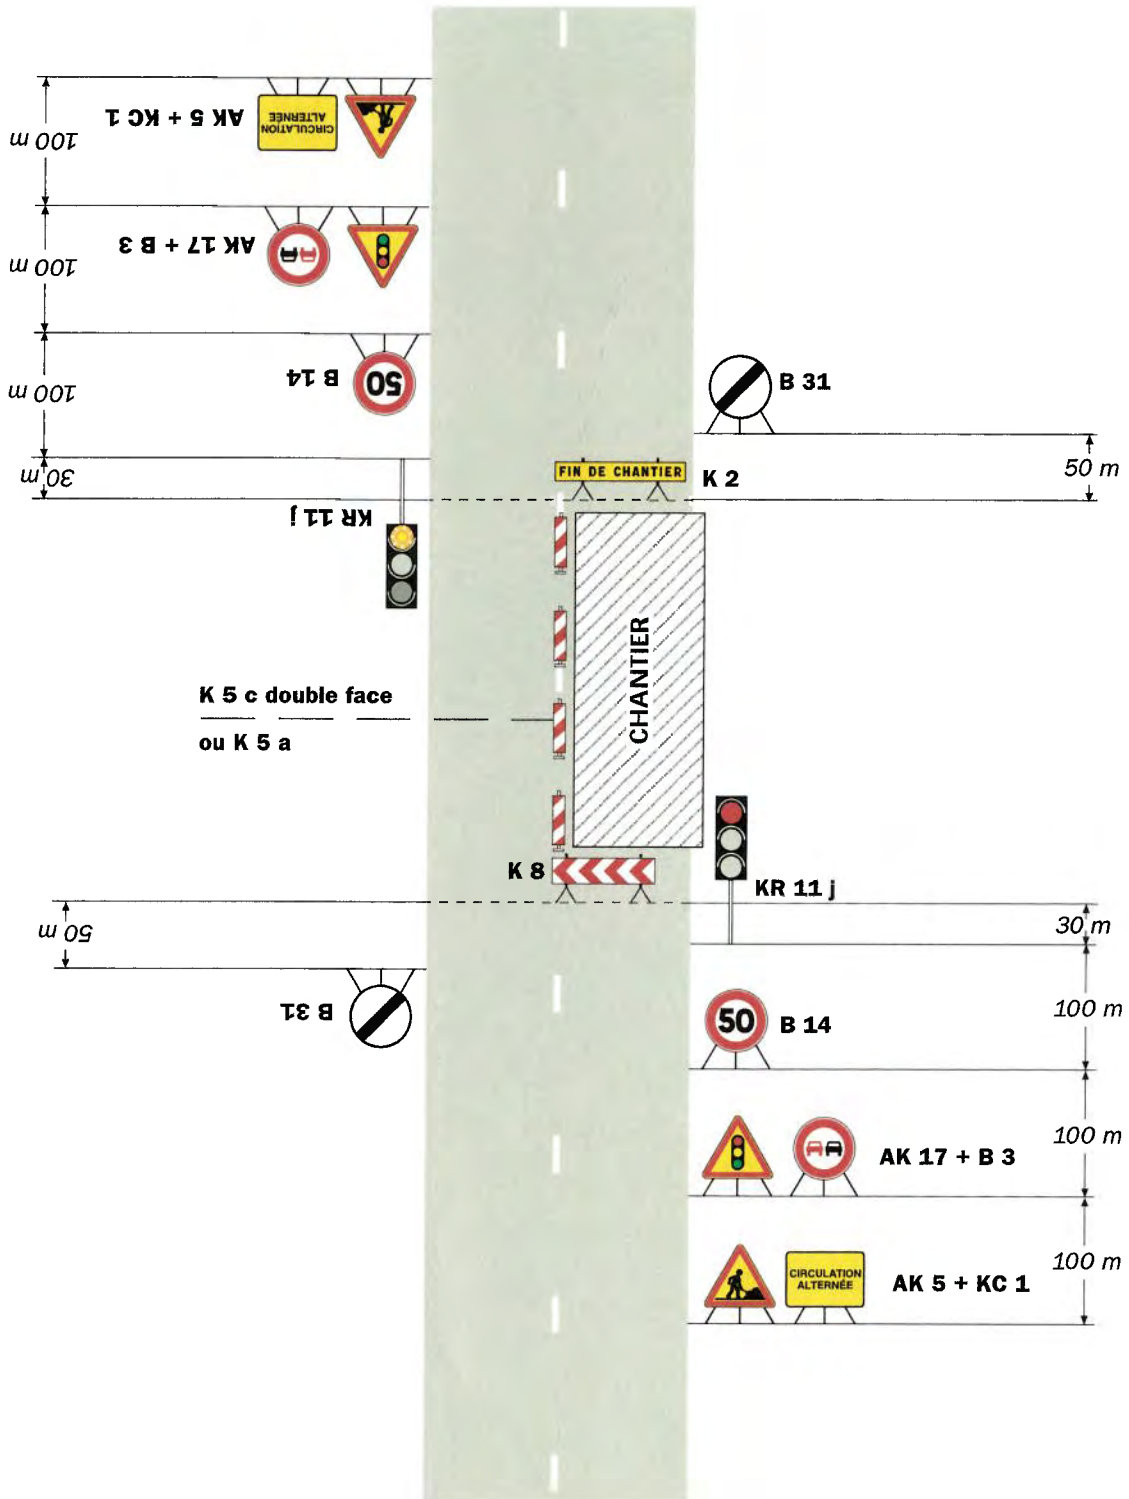 100 m
AK 5 + KC 1
CIRCULATION
ALTERNÉE
100 m
AK 17 + B 3
100 m
B 14
50
B 31
30 m
FIN DE CHANTIER
K 2
50 m
KR 11 j
CHANTIER
K 5 c double face
ou K 5 a
K 8
KR 11 j
50 m
30 m
B 31
50
B 14
100 m
AK 17 + B 3
100 m
CIRCULATION
ALTERNÉE
AK 5 + KC 1
100 m